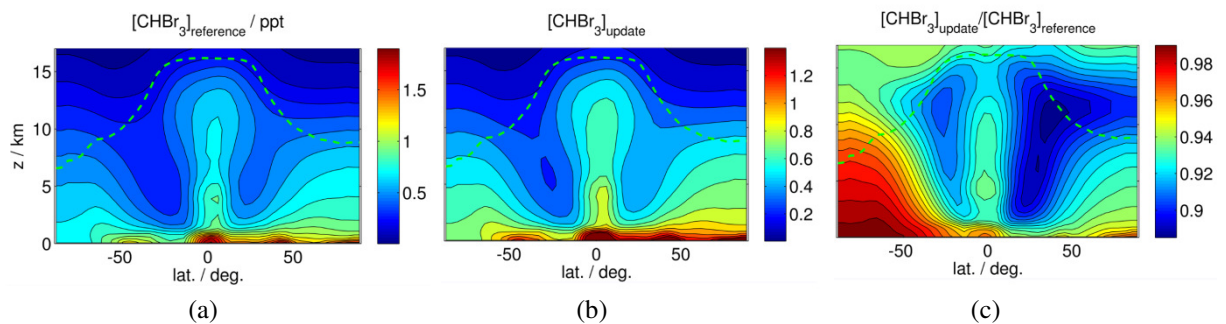 [CHBr3]reference / ppt
[CHBr3]update
[CHBr3]update/[CHBr3]reference
z / km
15
10
5
0
-50
0
50
lat. / deg.
1.5
1
0.5
-50
0
50
lat. / deg.
1.2
1
0.8
0.6
0.4
0.2
-50
0
50
lat. / deg.
0.98
0.96
0.94
0.92
0.9
(a)
(b)
(c)